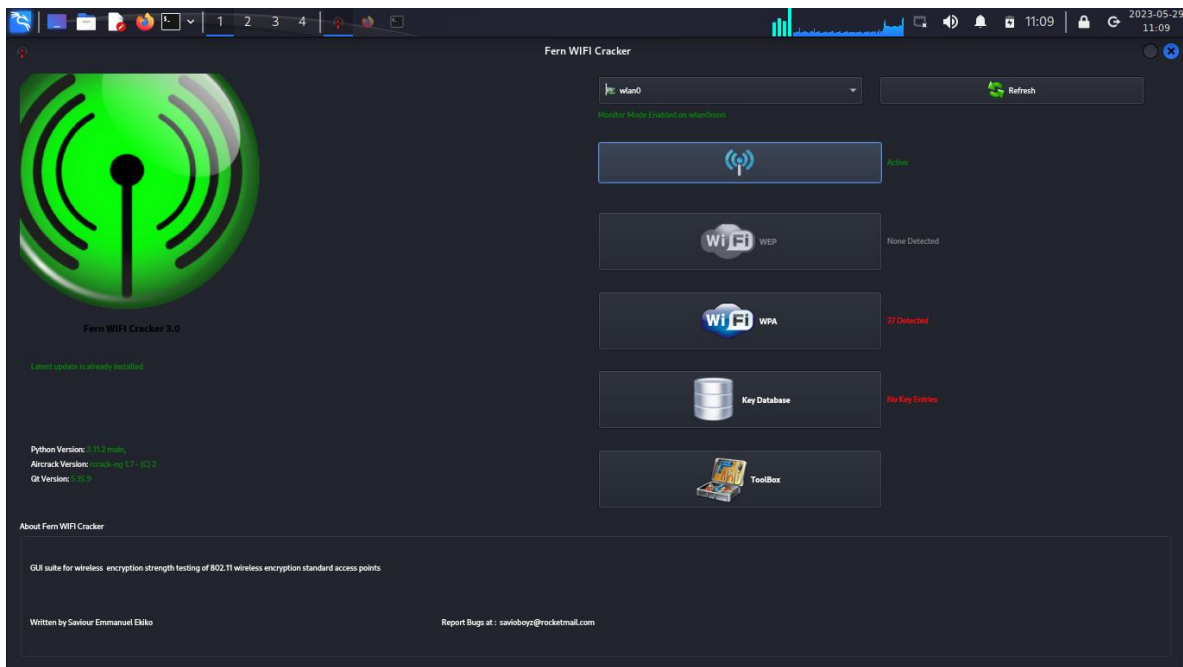 1 2 3 4
11:09
2023-05-29
11:09
Fern WIFI Cracker
wlan0
Refresh
Monitor Mode Enabled on wlan0mon
Active
WiFi WEP
None Detected
WiFi WPA
27 Detected
Fern WIFI Cracker 3.0
Latest update is already installed
Key Database
No Key Entries
Python Version: 3.11.2 main,
Aircrack Version: rcrack-ng 1.7 - (C) 2
Qt Version: 5.15.9
ToolBox
About Fern WIFI Cracker
GUI suite for wireless encryption strength testing of 802.11 wireless encryption standard access points
Written by Saviour Emmanuel Ekiko
Report Bugs at : savioboyz@rocketmail.com